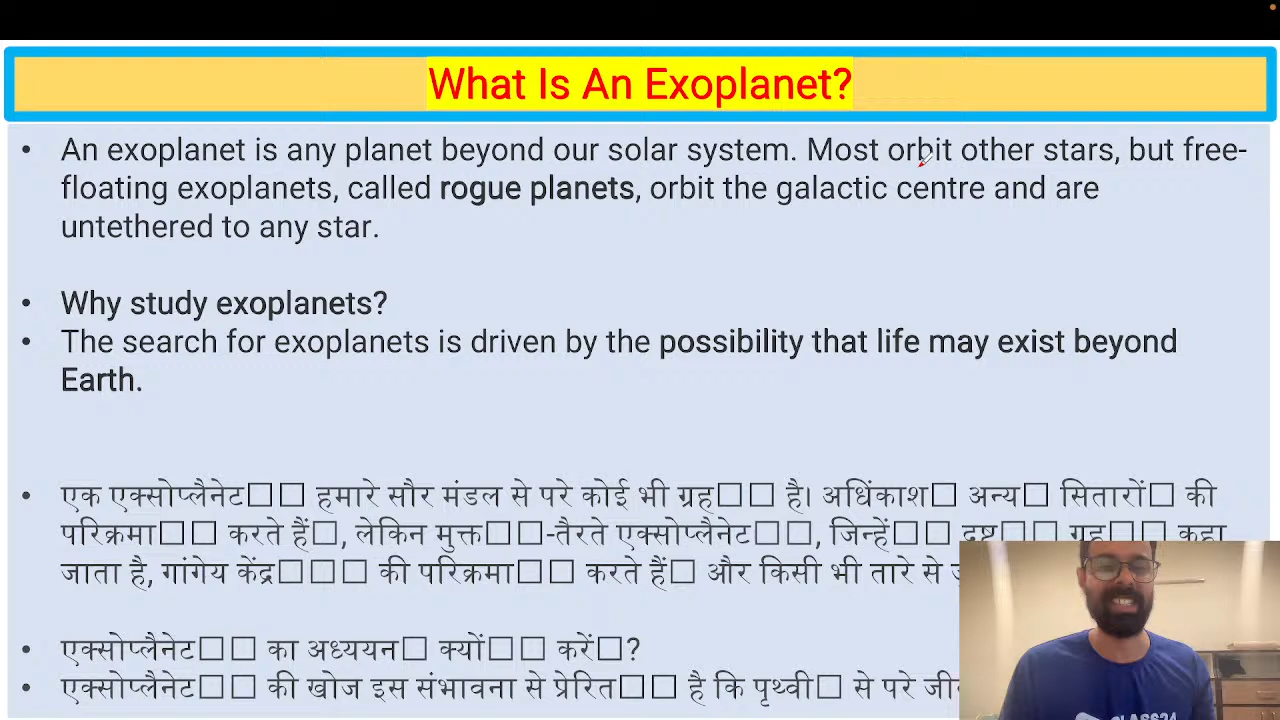 What Is An Exoplanet?
• An exoplanet is any planet beyond our solar system. Most orbit other stars, but free-
floating exoplanets, called rogue planets, orbit the galactic centre and are
untethered to any star.
• Why study exoplanets?
• The search for exoplanets is driven by the possibility that life may exist beyond
Earth.
• एक एक्सोप्लैनेट□□ हमारे सौर मंडल से परे कोई भी ग्रह□□ है। अधिंकाश□ अन्य□ सितारों□ की
परिक्रमा□□ करते हैं□, लेकिन मुक्त□□-तैरते एक्सोप्लैनेट□□, जिन्हें□□ दुष्ट□□ ग्रह□□ कहा
जाता है, गांगेय केंद्र□□□ की परिक्रमा□□ करते हैं□ और किसी भी तारे से
• एक्सोप्लैनेट□□ का अध्ययन□ क्यों□□ करें□?
• एक्सोप्लैनेट□□ की खोज इस संभावना से प्रेरित□□ है कि पृथ्वी□ से परे
CLASS24